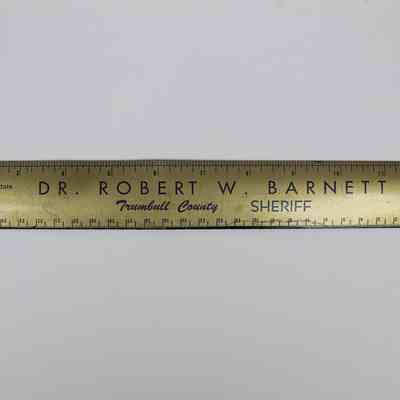 DR. ROBERT W. BARNETT
Trumbull County SHERIFF